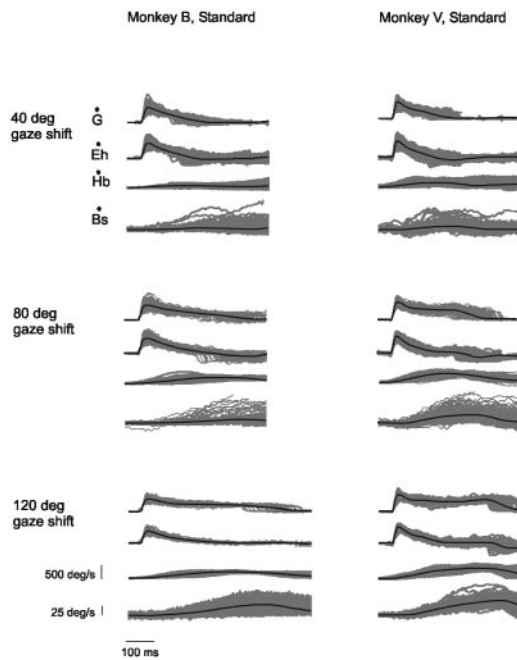 Monkey B, Standard
Monkey V, Standard
40 deg
gaze shift
Ġ
Ėh
Ḣb
Ḃs
80 deg
gaze shift
120 deg
gaze shift
500 deg/s
25 deg/s
100 ms